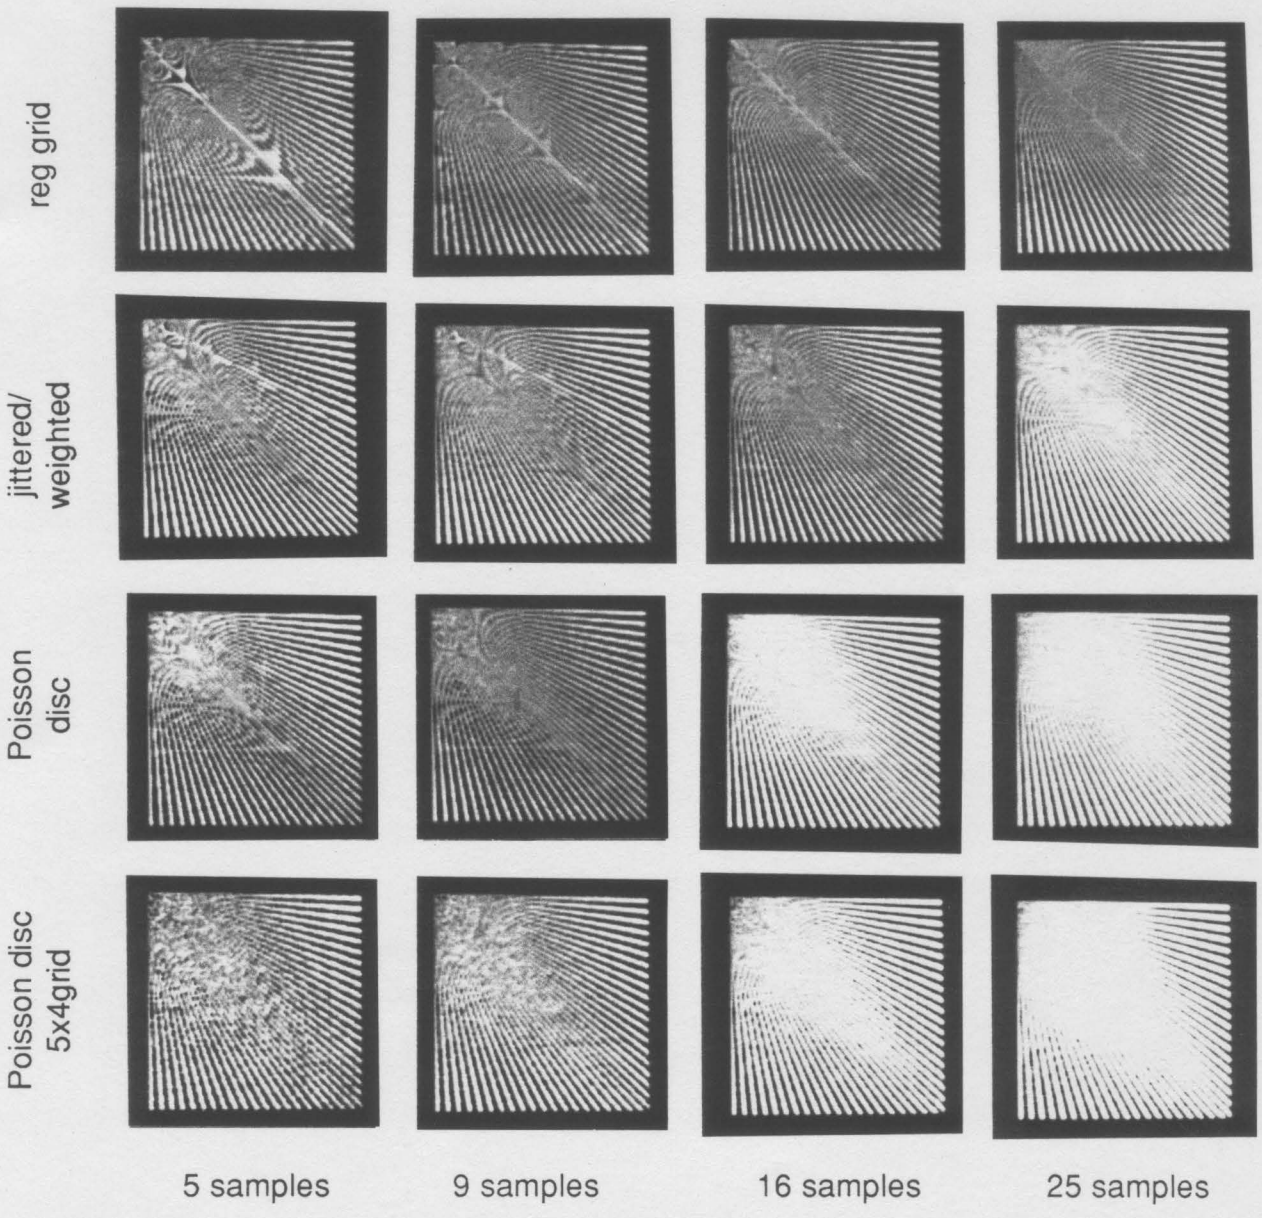 reg grid
jittered/
weighted
Poisson
disc
Poisson disc
5x4grid
5 samples
9 samples
16 samples
25 samples